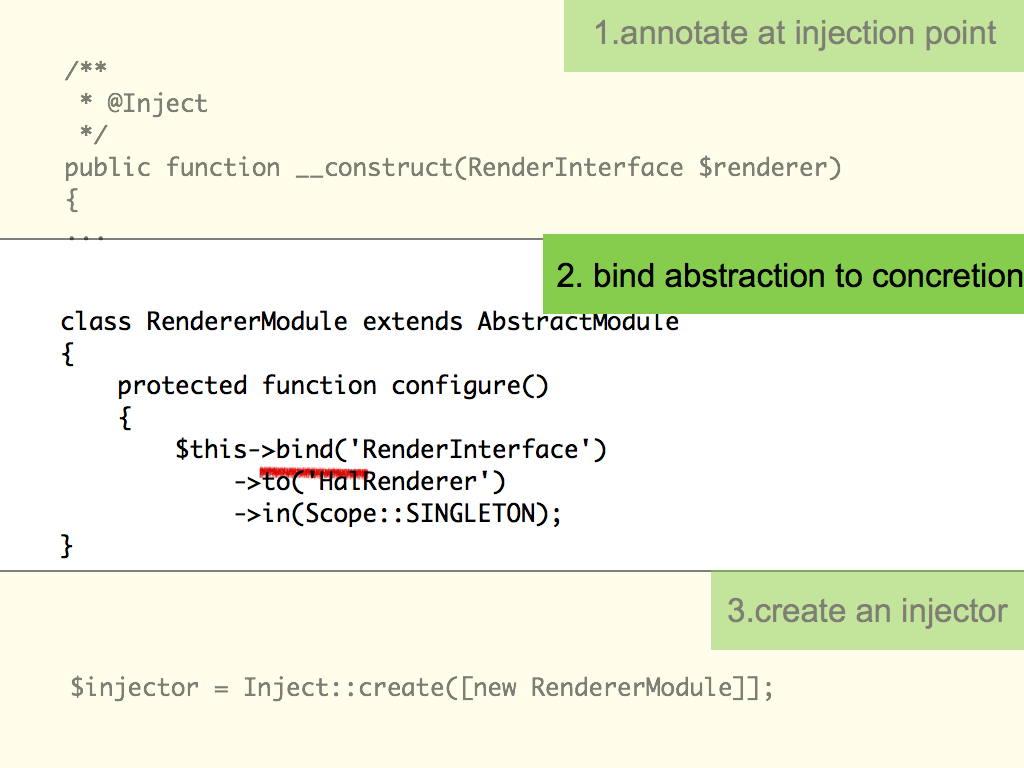 1.annotate at injection point
/**
 * @Inject
 */
public function __construct(RenderInterface $renderer)
{
...
2. bind abstraction to concretion
class RendererModule extends AbstractModule
{
    protected function configure()
    {
        $this->bind('RenderInterface')
            ->to('HalRenderer')
            ->in(Scope::SINGLETON);
}
3.create an injector
$injector = Inject::create([new RendererModule]];